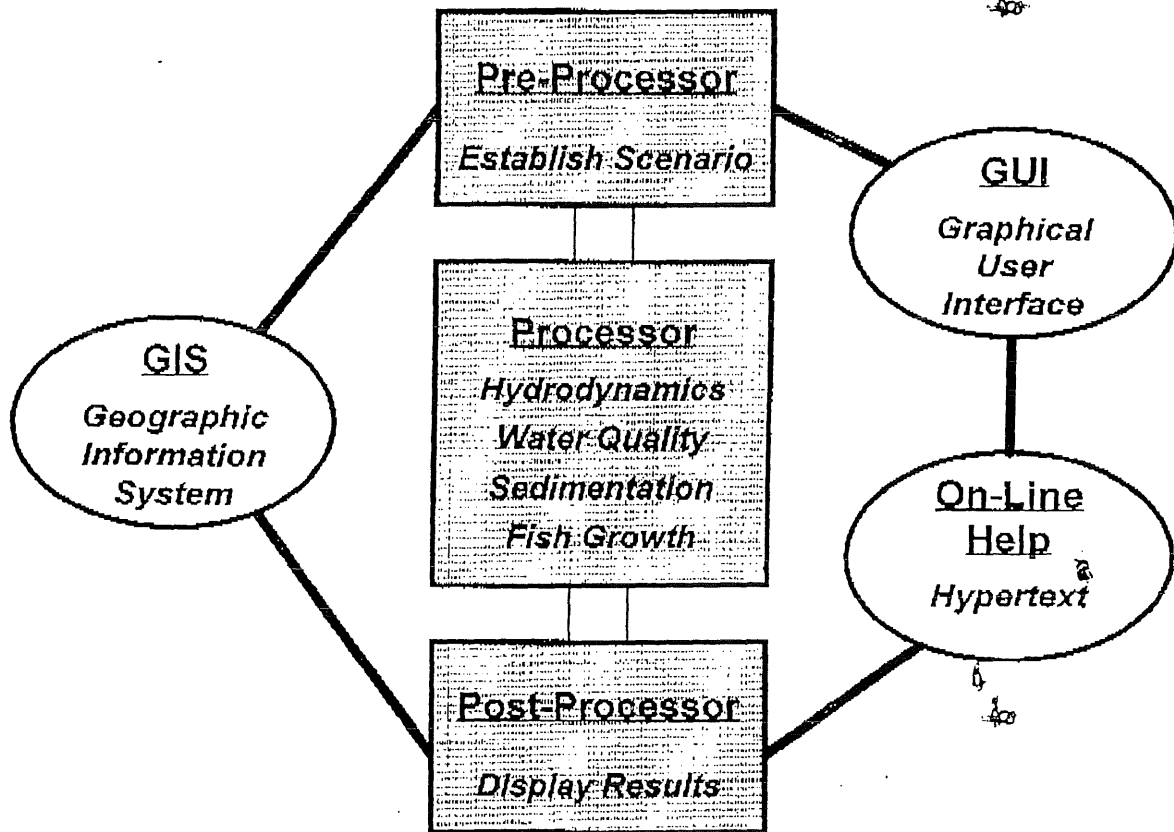 Pre-Processor
Establish Scenario
GUI
Graphical
User
Interface
Processor
Hydrodynamics
Water Quality
Sedimentation
Fish Growth
GIS
Geographic
Information
System
On-Line
Help
Hypertext
Post-Processor
Display Results